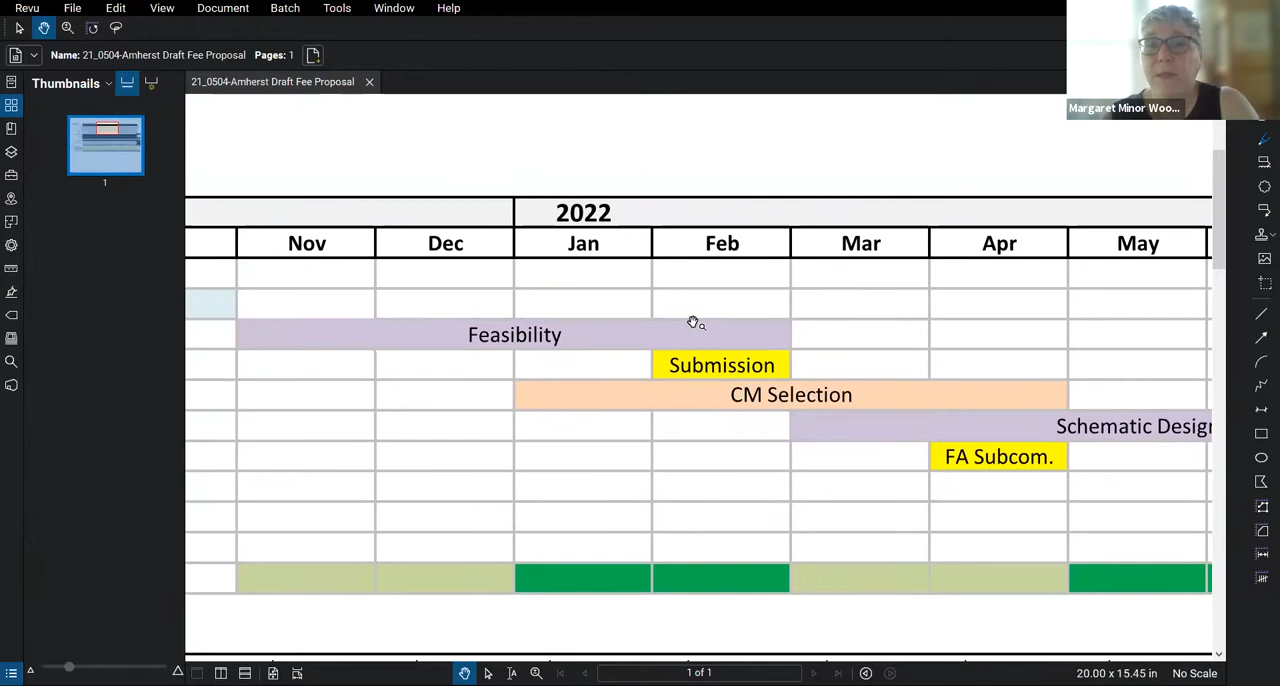 Revu File Edit View Document Batch Tools Window Help
Name: 21_0504-Amherst Draft Fee Proposal Pages: 1
Thumbnails
21_0504-Amherst Draft Fee Proposal
Margaret Minor Woo...
1
2022
Nov Dec Jan Feb Mar Apr May
Feasibility
Submission
CM Selection
Schematic Design
FA Subcom.
1 of 1
20.00 x 15.45 in No Scale